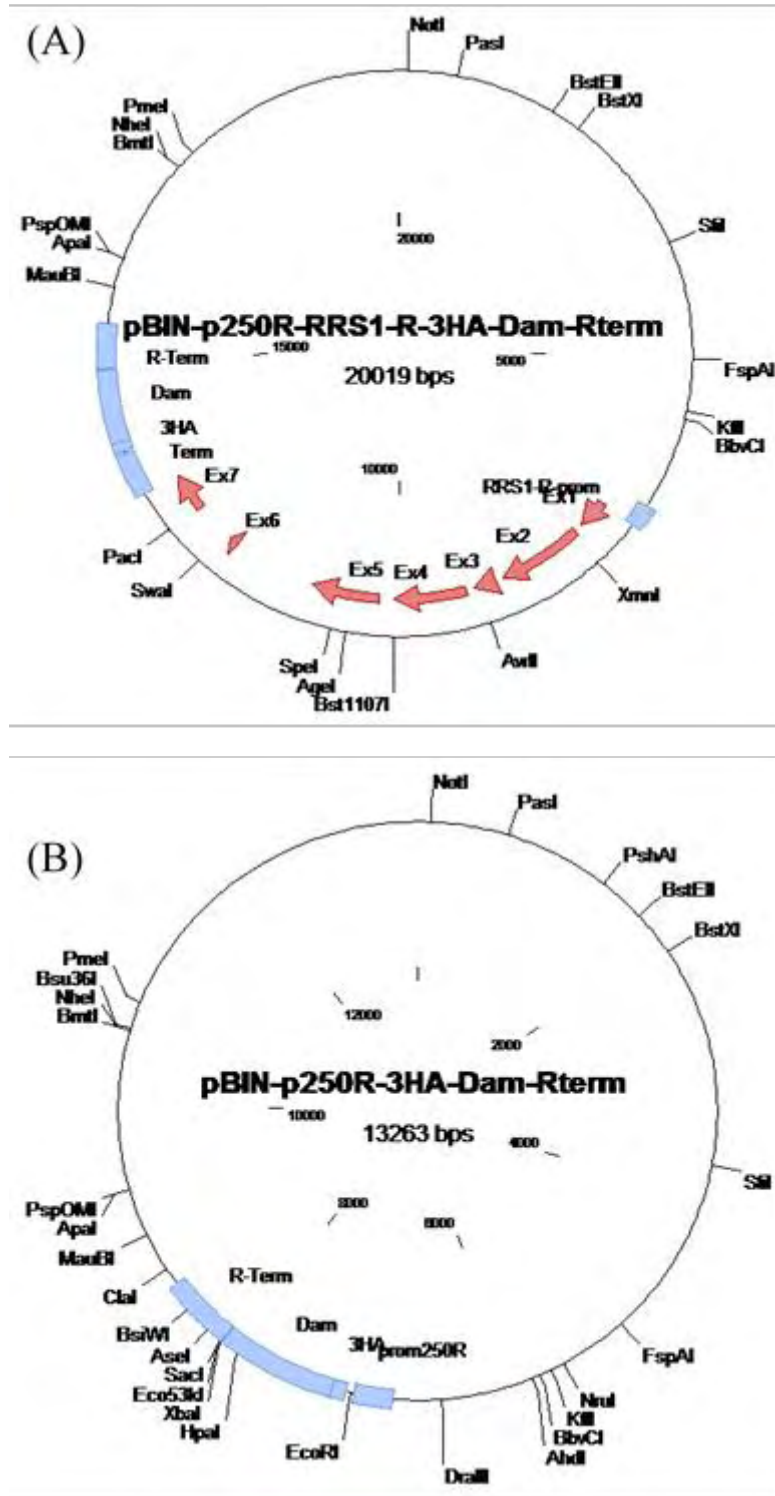 (A)
NotI
PasI
BstEII
BstXI
PmeI
NheI
BmtI
PspOMI
ApaI
MauBI
SfiI
20000
pBIN-p250R-RRS1-R-3HA-Dam-Rterm
R-Term
15000
5000
20019 bps
FspAI
Dam
3HA
Term
KflI
BbvCI
10000
Ex7
RRS1-R-prom
Ex1
Ex6
Ex2
Ex3
Ex4
Ex5
PacI
SwaI
XmnI
SpeI
AgeI
Bst1107I
AvrII
(B)
NotI
PasI
PshAI
BstEII
BstXI
PmeI
Bsu36I
NheI
BmtI
12000
2000
pBIN-p250R-3HA-Dam-Rterm
10000
13263 bps
4000
SfiI
PspOMI
ApaI
8000
6000
MauBI
ClaI
R-Term
Dam
3HA
prom250R
BsiWI
AseI
SacI
Eco53kI
XbaI
HpaI
EcoRI
DraIII
FspAI
NruI
KflI
BbvCI
AhdI